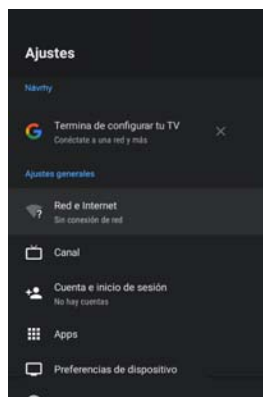 Ajustes
Návrhy
Termina de configurar tu TV
Conéctate a una red y más
Ajustes generales
Red e Internet
Sin conexión de red
Canal
Cuenta e inicio de sesión
No hay cuentas
Apps
Preferencias de dispositivo